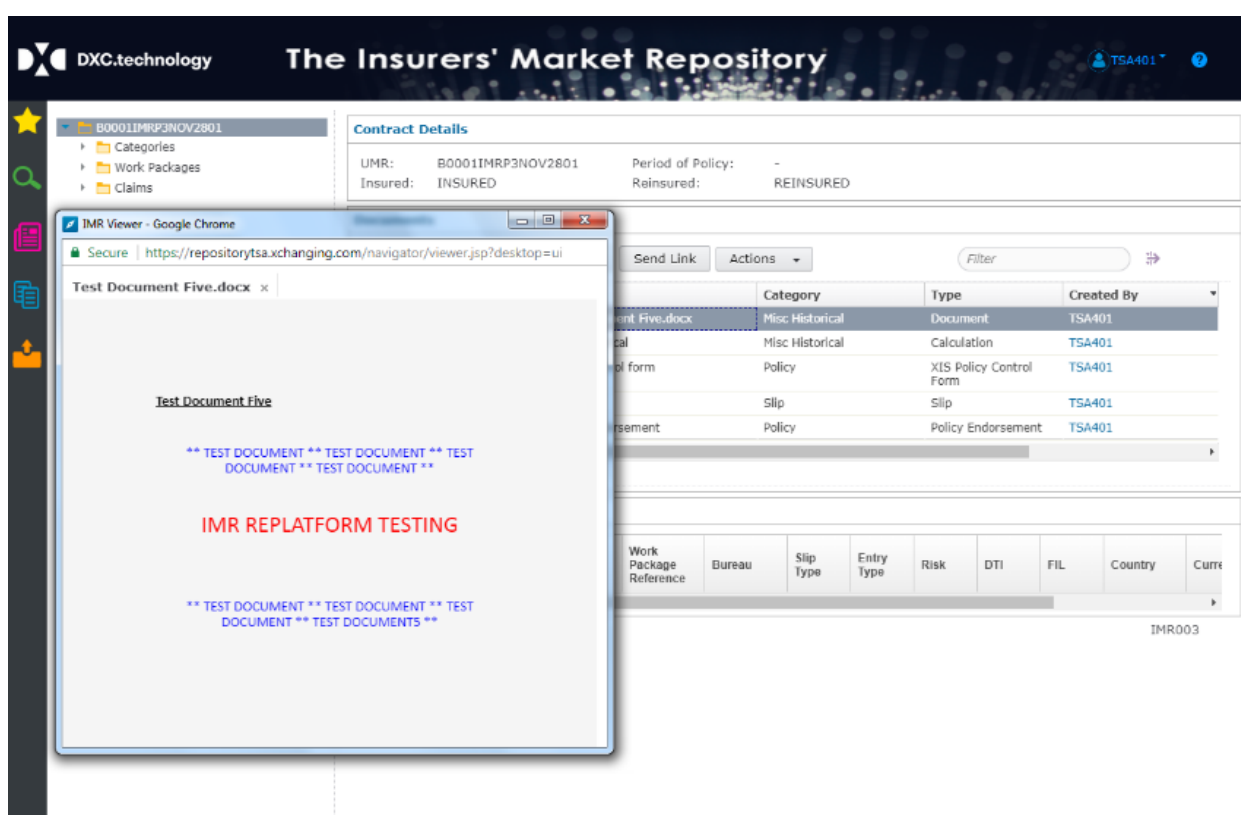 DXC.technology
The Insurers' Market Repository
TSA401
?
B0001IMRP3NOV2801
Categories
Work Packages
Claims
Contract Details
UMR: B0001IMRP3NOV2801 Period of Policy: -
Insured: INSURED Reinsured: REINSURED
IMR Viewer - Google Chrome
Secure https://repositorytsa.xchanging.com/navigator/viewer.jsp?desktop=ui
Test Document Five.docx ×
Test Document Five
** TEST DOCUMENT ** TEST DOCUMENT ** TEST
DOCUMENT ** TEST DOCUMENT **
IMR REPLATFORM TESTING
** TEST DOCUMENT ** TEST DOCUMENT ** TEST
DOCUMENT ** TEST DOCUMENT5 **
Send Link Actions Filter
Category Type Created By
ent Five.docx Misc Historical Document TSA401
cal Misc Historical Calculation TSA401
ol form Policy XIS Policy Control TSA401
Form
Slip Slip TSA401
rsement Policy Policy Endorsement TSA401
Work
Package
Reference
Bureau
Slip
Type
Entry
Type
Risk DTI FIL Country Curre
IMR003